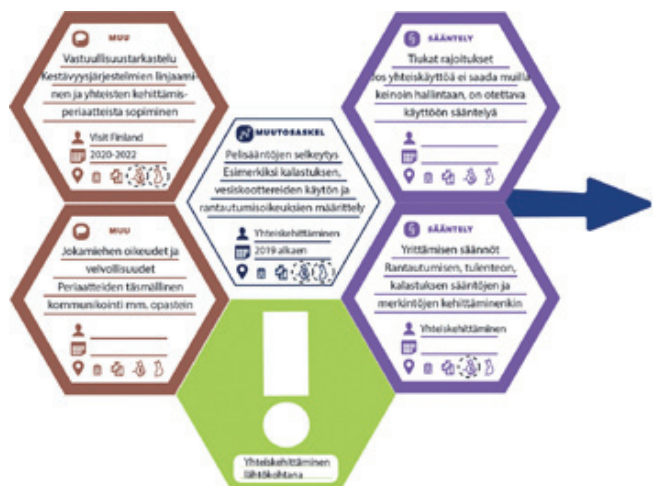 MUU
Vastuullisuustarkastelu
Kestävyysjärjestelmien linjaami-
nen ja yhteisten kehittämis-
periaatteista sopiminen
Visit Finland
2020-2022
MUU
Jokamiehen oikeudet ja
velvollisuudet
Periaatteiden täsmällinen
kommunikointi mm. opastein
MUUTOSASKEL
Pelisääntöjen selkeytys
Esimerkiksi kalastuksen,
vesiskoottereiden käytön ja
rantautumisoikeuksien määrittely
Yhteiskehittäminen
2019 alkaen
!
Yhteiskehittäminen
lähtökohtana
SÄÄNTELY
Tiukat rajoitukset
Jos yhteiskäyttöä ei saada muilla
keinoin hallintaan, on otettava
käyttöön sääntelyä
SÄÄNTELY
Yrittämisen säännöt
Rantautumisen, tulenteon,
kalastuksen sääntöjen ja
merkintöjen kehittäminenkin
Yhteiskehittäminen